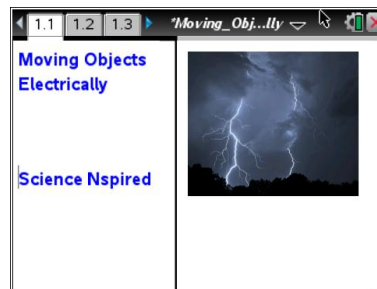 1.1 1.2 1.3 *Moving_Obj...lly
Moving Objects
Electrically
Science Nspired